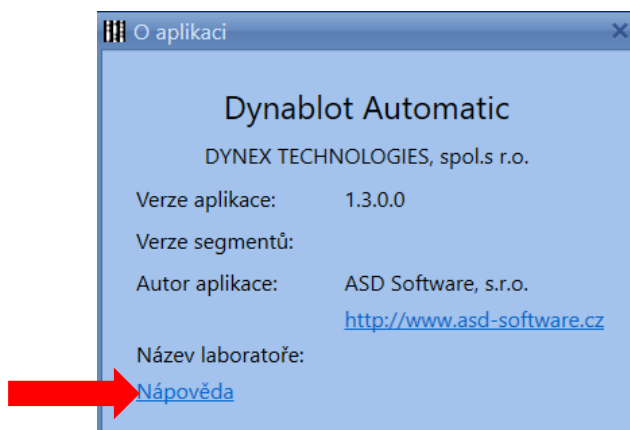 O aplikaci
Dynablot Automatic
DYNEX TECHNOLOGIES, spol.s r.o.
Verze aplikace: 1.3.0.0
Verze segmentů:
Autor aplikace: ASD Software, s.r.o.
http://www.asd-software.cz
Název laboratoře:
Nápověda